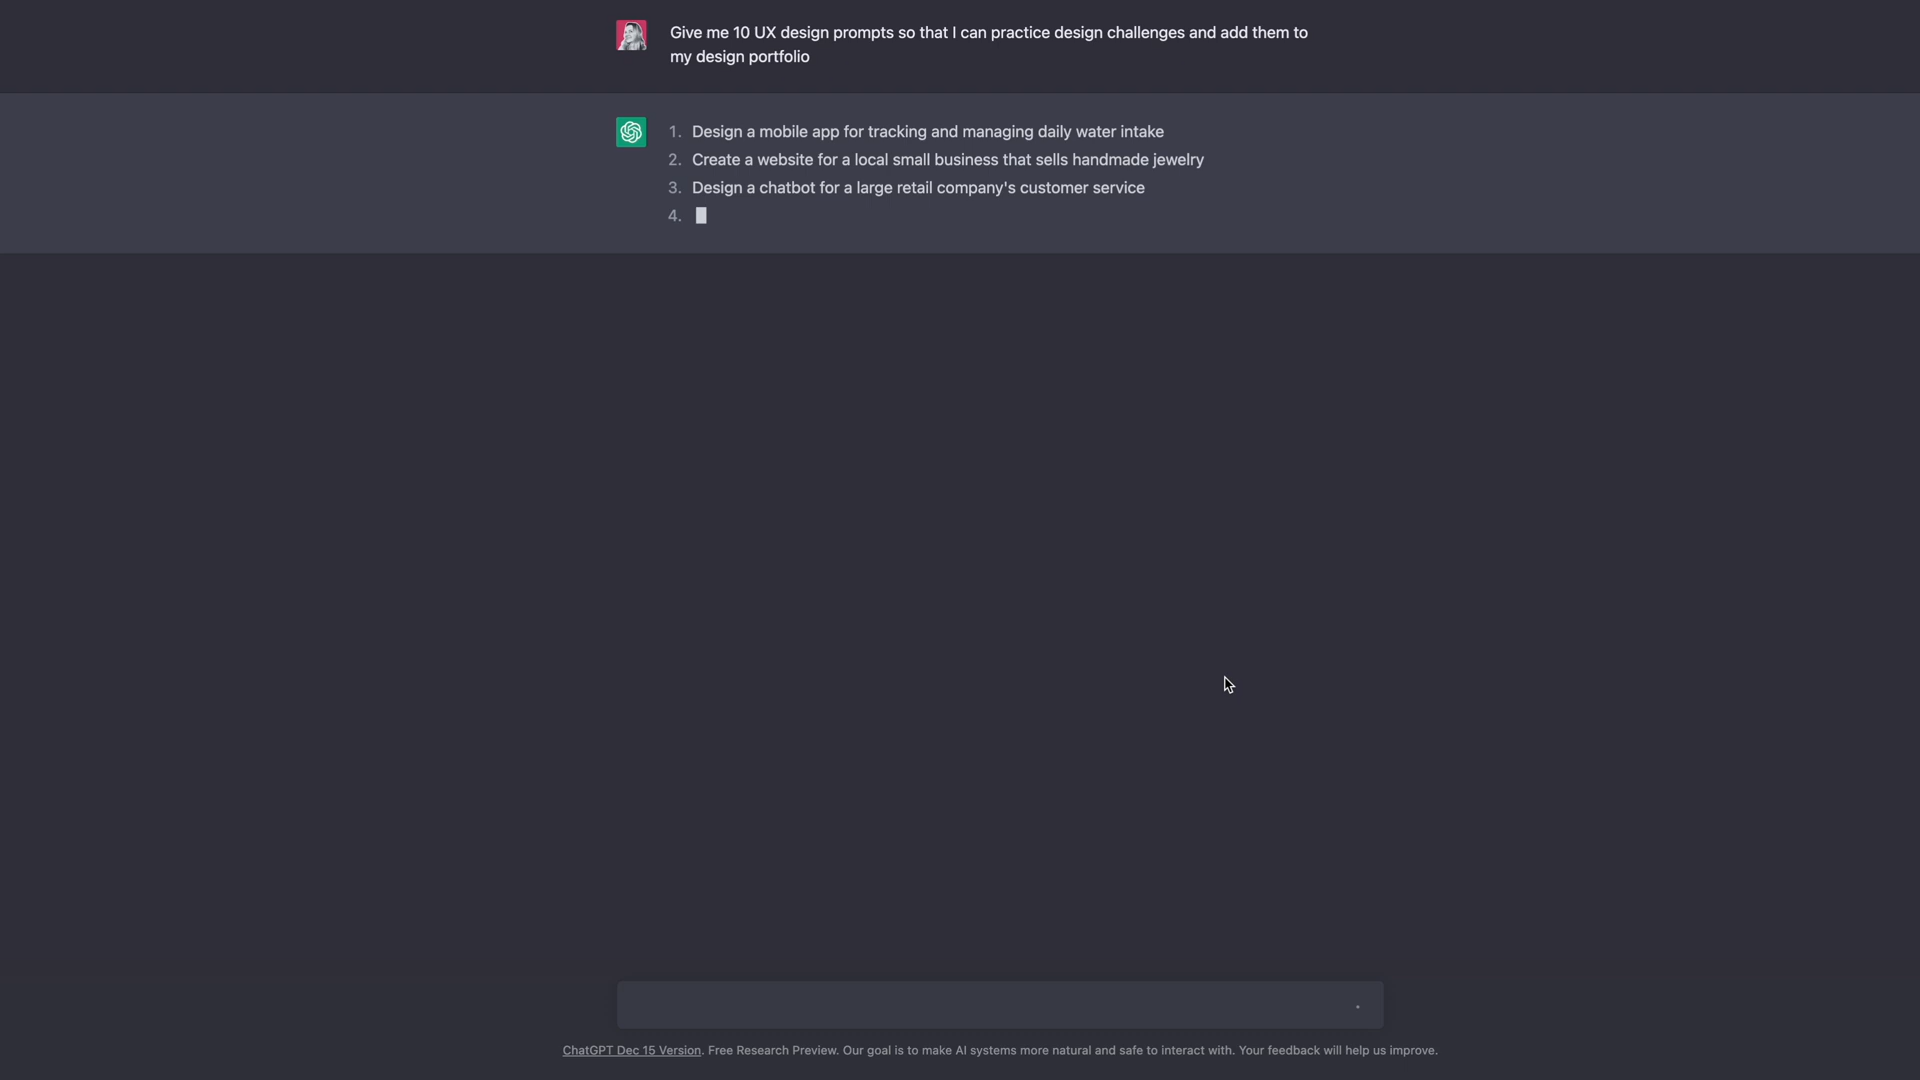 Give me 10 UX design prompts so that I can practice design challenges and add them to
my design portfolio
1. Design a mobile app for tracking and managing daily water intake
2. Create a website for a local small business that sells handmade jewelry
3. Design a chatbot for a large retail company's customer service
4.
ChatGPT Dec 15 Version. Free Research Preview. Our goal is to make AI systems more natural and safe to interact with. Your feedback will help us improve.